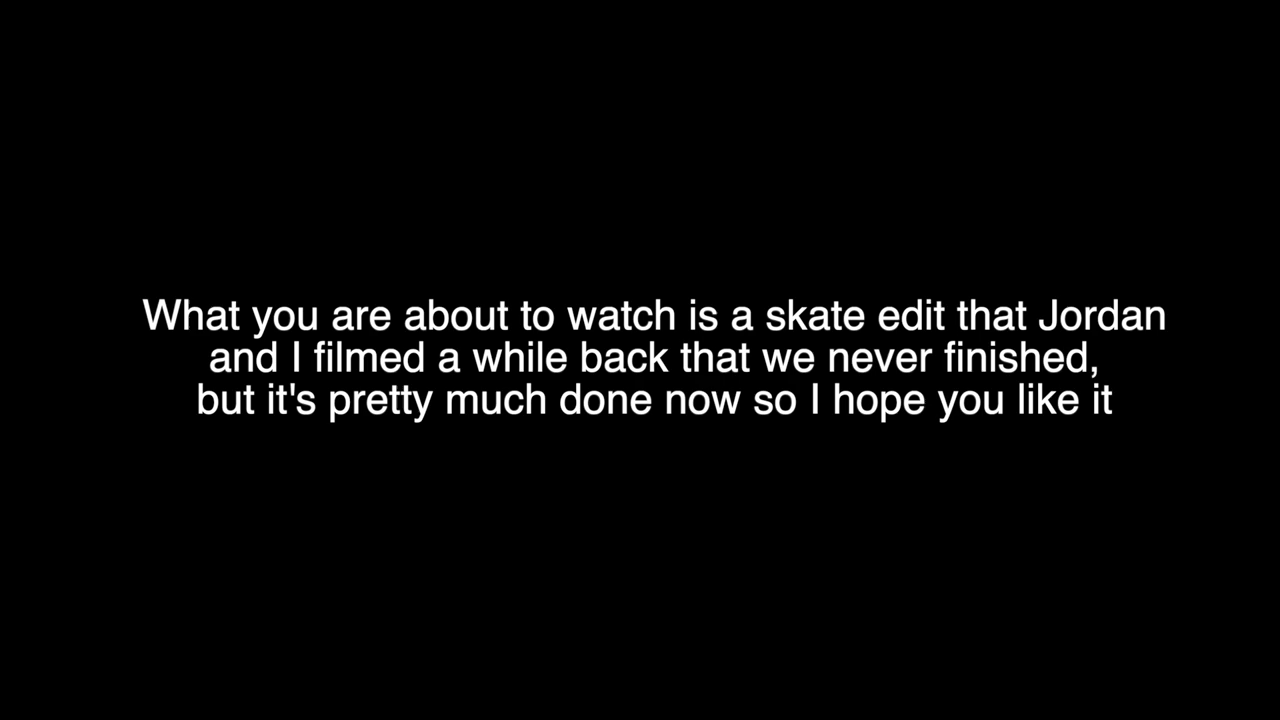 What you are about to watch is a skate edit that Jordan
and I filmed a while back that we never finished,
but it's pretty much done now so I hope you like it